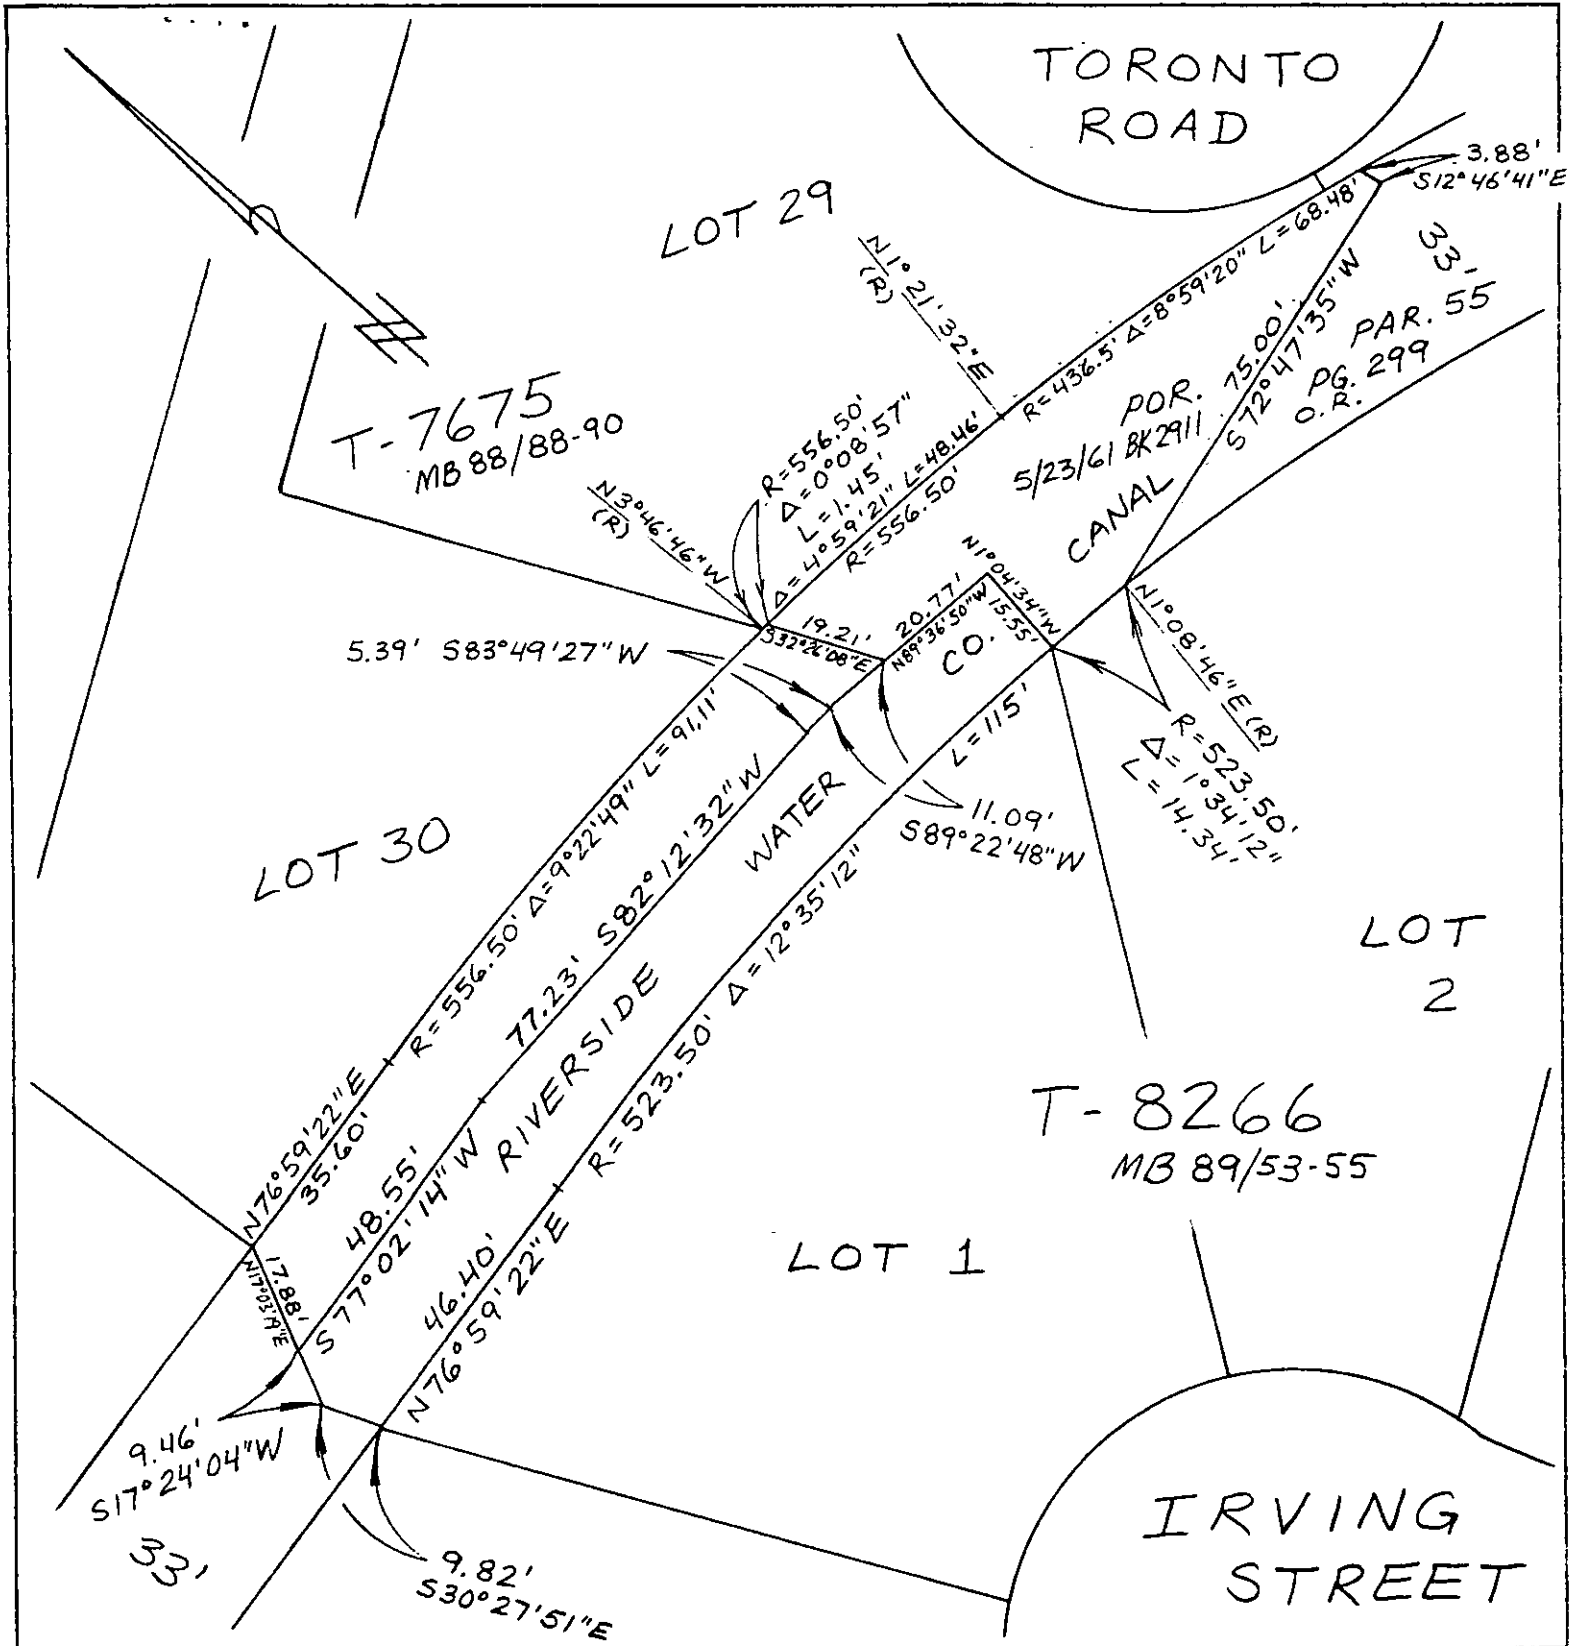 TORONTO
ROAD
3.88'
S12°46'41"E
LOT 29
N1°21'32"E
(R)
R=436.5' Δ=8°59'20" L=68.48'
33'
75.00'
S72°47'35"W
POR. PAR. 55
5/23/61 BK2911 PG. 299
O.R.
T-7675
MB 88/88-90
R=556.50'
Δ=0°08'57"
L=1.45'
Δ=4°59'21" L=48.46'
R=556.50'
N3°46'46"W
(R)
CANAL
N1°04'34"W
15.55'
20.77'
N89°36'50"W
19.21'
S32°26'08"E
CO.
N1°08'46"E (R)
R=523.50'
Δ=1°34'12"
L=14.34'
5.39' S83°49'27"W
11.09'
S89°22'48"W
LOT 30
R=556.50' Δ=9°22'49" L=91.11'
77.23' S82°12'32"W
WATER
RIVERSIDE
R=523.50' Δ=12°35'12" L=115'
LOT
2
T-8266
MB 89/53-55
N76°59'22"E
35.60'
48.55'
S77°02'14"W
46.40'
N76°59'22"E
LOT 1
17.88'
N17°03'19"E
9.46'
S17°24'04"W
33'
9.82'
S30°27'51"E
IRVING
STREET